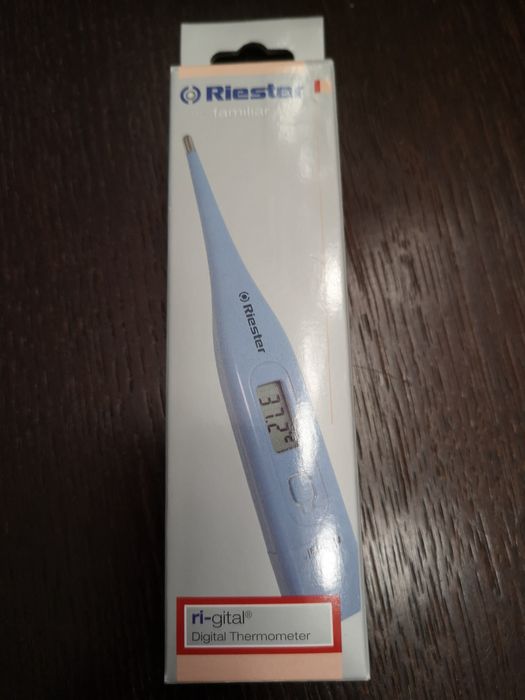 Riester
familiar
Riester
37.2
ri-gital®
Digital Thermometer